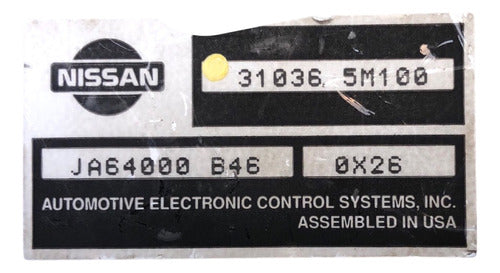 NISSAN
31036 5M100
JA64000 B46
0X26
AUTOMOTIVE ELECTRONIC CONTROL SYSTEMS, INC.
ASSEMBLED IN USA